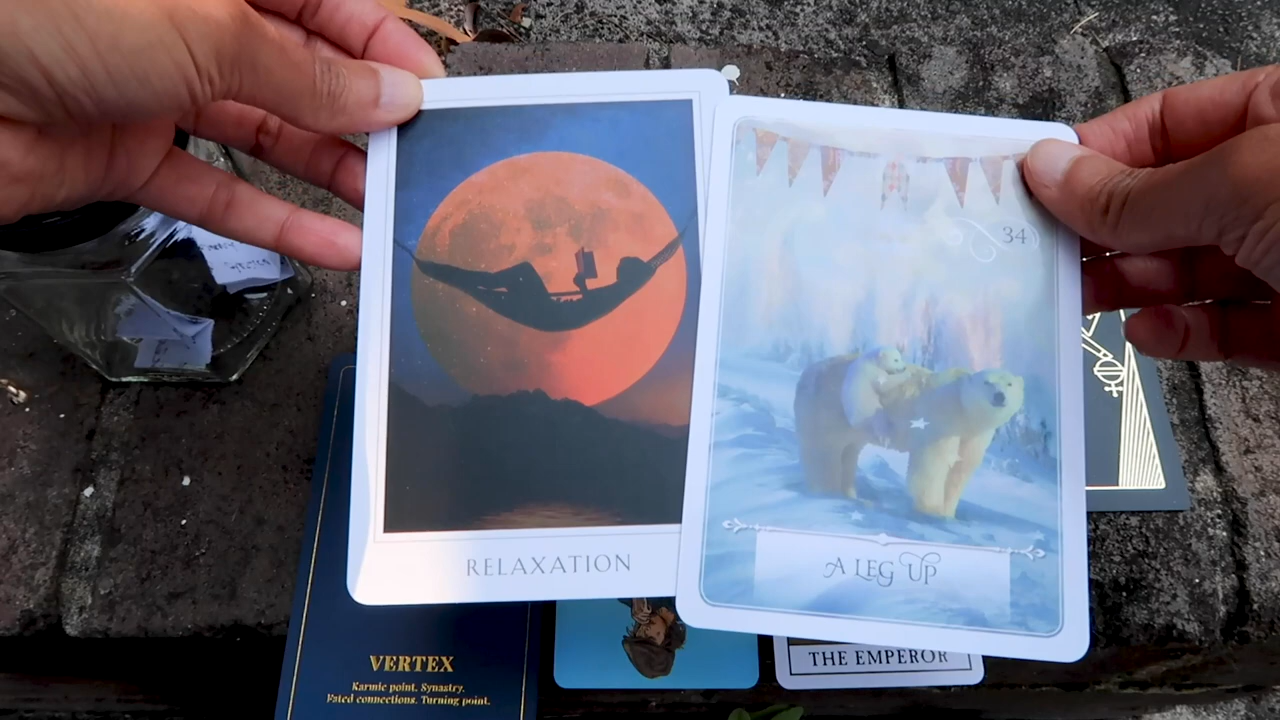 34
RELAXATION
A LEG UP
VERTEX
Karmic point. Synastry.
Fated connections. Turning point.
THE EMPEROR